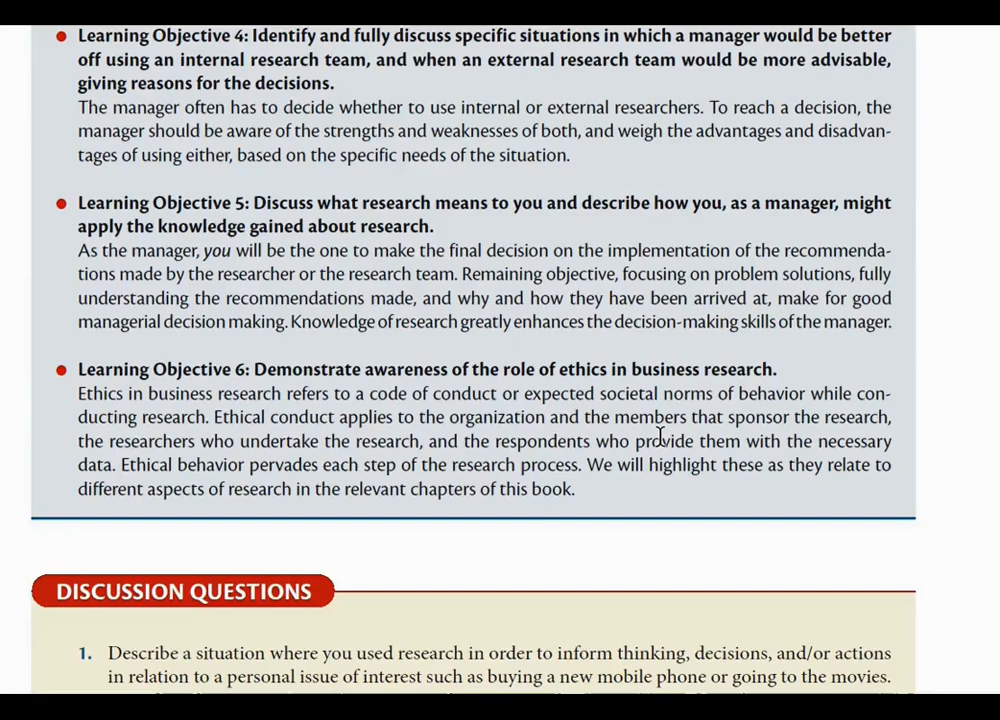 Learning Objective 4: Identify and fully discuss specific situations in which a manager would be better
off using an internal research team, and when an external research team would be more advisable,
giving reasons for the decisions.
The manager often has to decide whether to use internal or external researchers. To reach a decision, the
manager should be aware of the strengths and weaknesses of both, and weigh the advantages and disadvan-
tages of using either, based on the specific needs of the situation.
Learning Objective 5: Discuss what research means to you and describe how you, as a manager, might
apply the knowledge gained about research.
As the manager, you will be the one to make the final decision on the implementation of the recommenda-
tions made by the researcher or the research team. Remaining objective, focusing on problem solutions, fully
understanding the recommendations made, and why and how they have been arrived at, make for good
managerial decision making. Knowledge of research greatly enhances the decision-making skills of the manager.
Learning Objective 6: Demonstrate awareness of the role of ethics in business research.
Ethics in business research refers to a code of conduct or expected societal norms of behavior while con-
ducting research. Ethical conduct applies to the organization and the members that sponsor the research,
the researchers who undertake the research, and the respondents who provide them with the necessary
data. Ethical behavior pervades each step of the research process. We will highlight these as they relate to
different aspects of research in the relevant chapters of this book.
DISCUSSION QUESTIONS
1. Describe a situation where you used research in order to inform thinking, decisions, and/or actions
in relation to a personal issue of interest such as buying a new mobile phone or going to the movies.